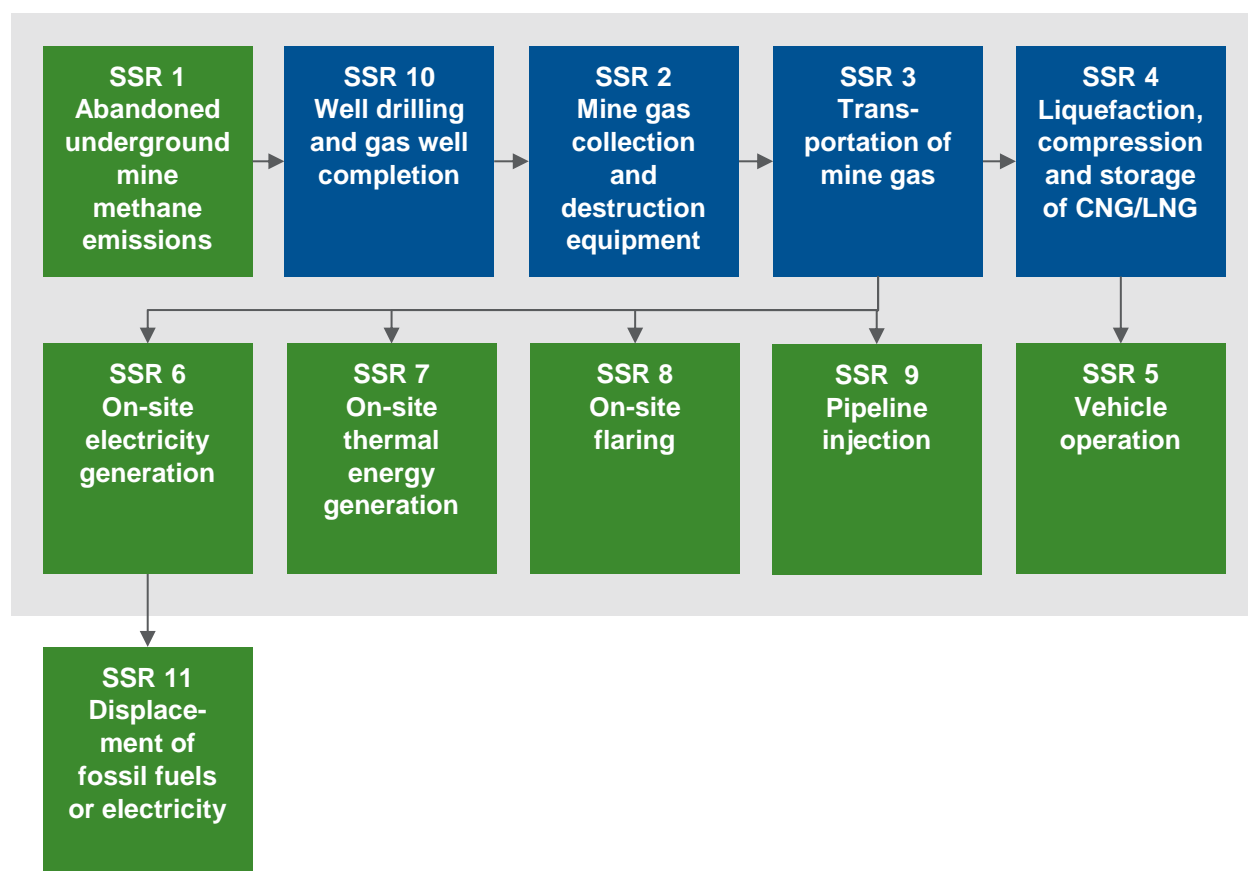 SSR 1
Abandoned
underground
mine
methane
emissions
SSR 10
Well drilling
and gas well
completion
SSR 2
Mine gas
collection
and
destruction
equipment
SSR 3
Trans-
portation of
mine gas
SSR 4
Liquefaction,
compression
and storage
of CNG/LNG
SSR 6
On-site
electricity
generation
SSR 7
On-site
thermal
energy
generation
SSR 8
On-site
flaring
SSR 9
Pipeline
injection
SSR 5
Vehicle
operation
SSR 11
Displace-
ment of
fossil fuels
or electricity